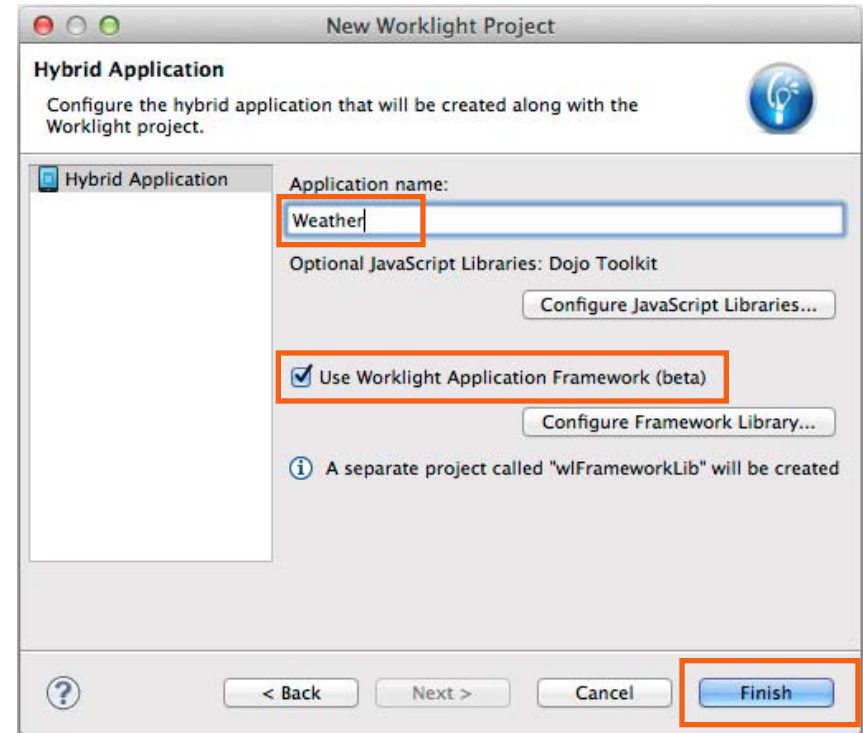 New Worklight Project
Hybrid Application
Configure the hybrid application that will be created along with the
Worklight project.
Hybrid Application
Application name:
Weather
Optional JavaScript Libraries: Dojo Toolkit
Configure JavaScript Libraries...
Use Worklight Application Framework (beta)
Configure Framework Library...
A separate project called "wlFrameworkLib" will be created
?
< Back
Next >
Cancel
Finish